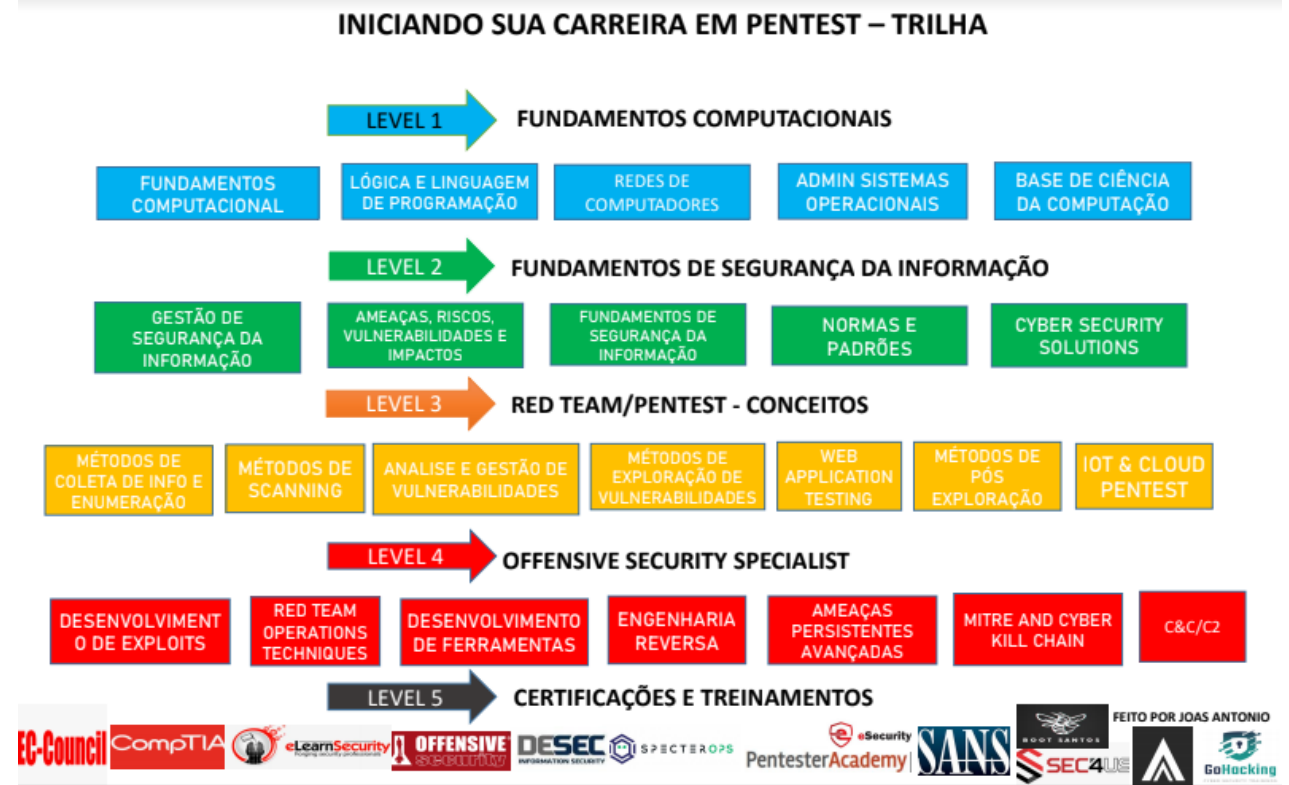 INICIANDO SUA CARREIRA EM PENTEST – TRILHA
LEVEL 1
FUNDAMENTOS COMPUTACIONAIS
FUNDAMENTOS
COMPUTACIONAL
LÓGICA E LINGUAGEM
DE PROGRAMAÇÃO
REDES DE
COMPUTADORES
ADMIN SISTEMAS
OPERACIONAIS
BASE DE CIÊNCIA
DA COMPUTAÇÃO
LEVEL 2
FUNDAMENTOS DE SEGURANÇA DA INFORMAÇÃO
GESTÃO DE
SEGURANÇA DA
INFORMAÇÃO
AMEAÇAS, RISCOS,
VULNERABILIDADES E
IMPACTOS
FUNDAMENTOS DE
SEGURANÇA DA
INFORMAÇÃO
NORMAS E
PADRÕES
CYBER SECURITY
SOLUTIONS
LEVEL 3
RED TEAM/PENTEST - CONCEITOS
MÉTODOS DE
COLETA DE INFO E
ENUMERAÇÃO
MÉTODOS DE
SCANNING
ANALISE E GESTÃO DE
VULNERABILIDADES
MÉTODOS DE
EXPLORAÇÃO DE
VULNERABILIDADES
WEB
APPLICATION
TESTING
MÉTODOS DE
PÓS
EXPLORAÇÃO
IOT & CLOUD
PENTEST
LEVEL 4
OFFENSIVE SECURITY SPECIALIST
DESENVOLVIMENT
O DE EXPLOITS
RED TEAM
OPERATIONS
TECHNIQUES
DESENVOLVIMENTO
DE FERRAMENTAS
ENGENHARIA
REVERSA
AMEAÇAS
PERSISTENTES
AVANÇADAS
MITRE AND CYBER
KILL CHAIN
C&C/C2
LEVEL 5
CERTIFICAÇÕES E TREINAMENTOS
FEITO POR JOAS ANTONIO
EC-Council
CompTIA
eLearnSecurity
Forging security professionals
OFFENSIVE
security
DESEC
INFORMATION SECURITY
SPECTEROPS
eSecurity
PentesterAcademy
SANS
BOOT SANTOS
SEC4US
GoHacking